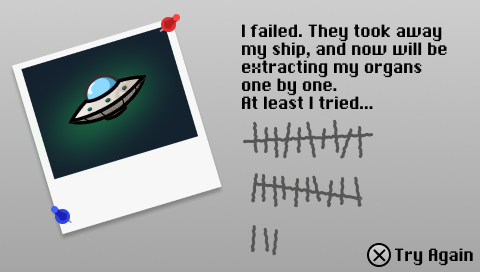 I failed. They took away
my ship, and now will be
extracting my organs
one by one.
At least I tried...
Try Again